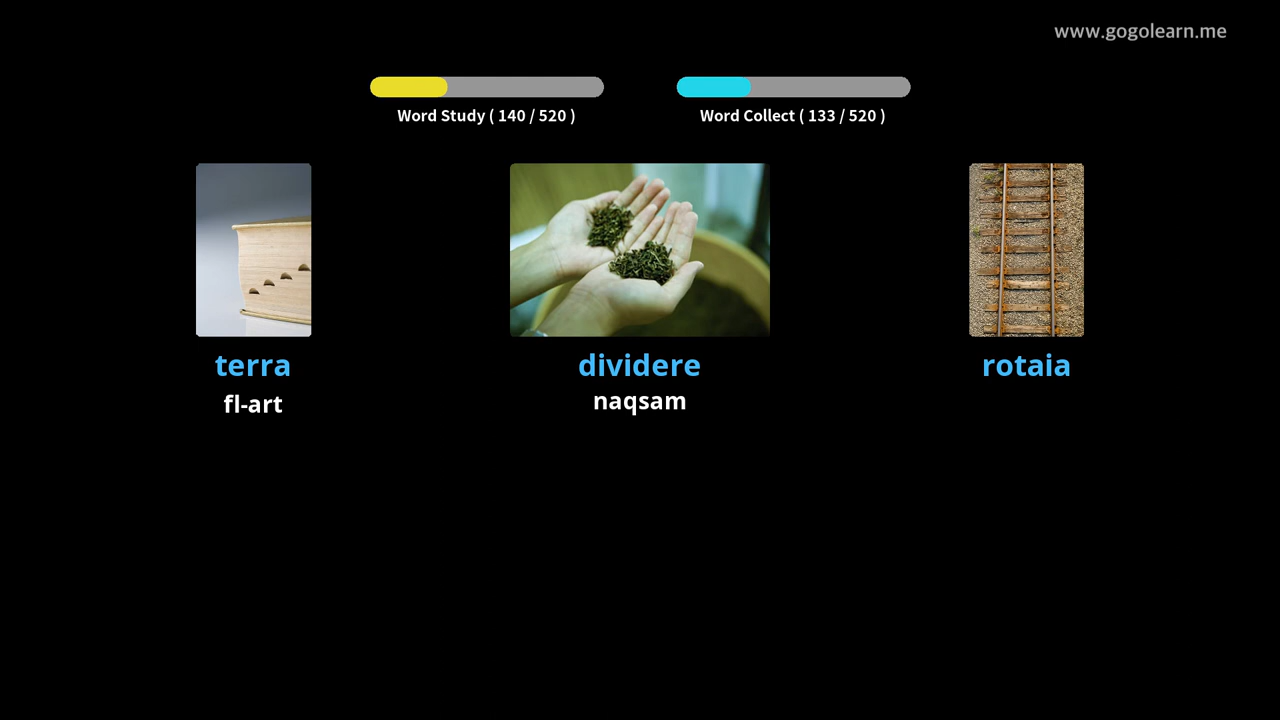 www.gogolearn.me
Word Study ( 140 / 520 )
Word Collect ( 133 / 520 )
terra
fl-art
dividere
naqsam
rotaia